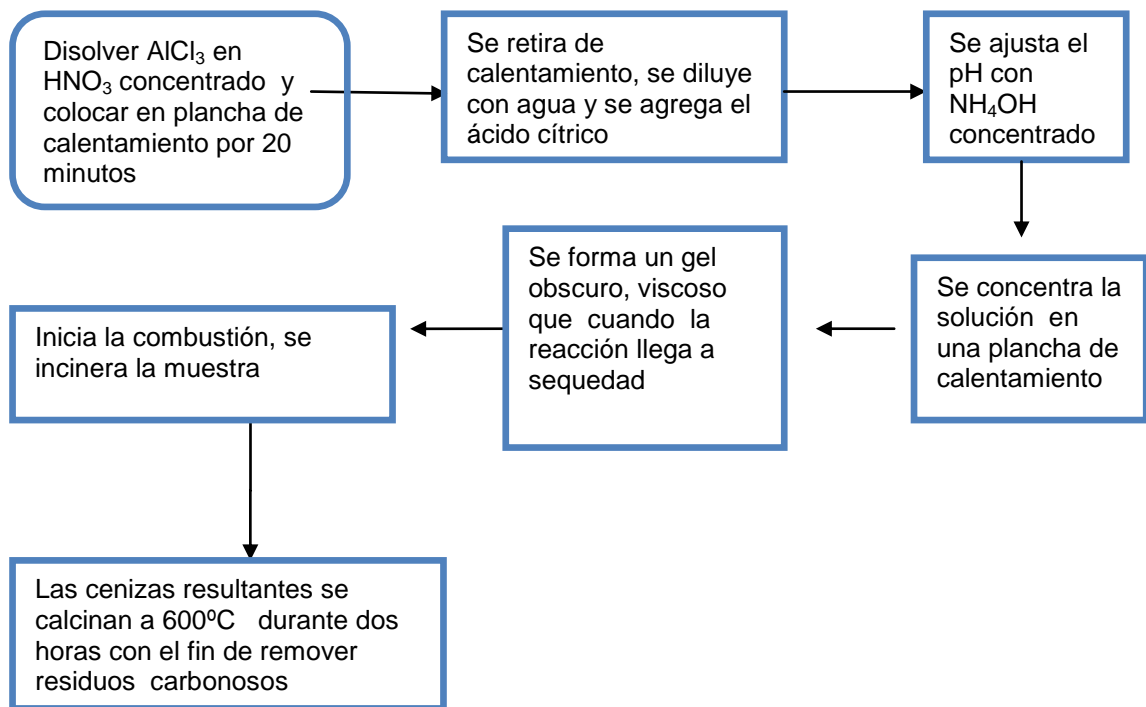 Disolver AlCl₃ en
HNO₃ concentrado y
colocar en plancha de
calentamiento por 20
minutos
Se retira de
calentamiento, se diluye
con agua y se agrega el
ácido cítrico
Se ajusta el
pH con
NH₄OH
concentrado
Se concentra la
solución en
una plancha de
calentamiento
Se forma un gel
obscuro, viscoso
que cuando la
reacción llega a
sequedad
Inicia la combustión, se
incinera la muestra
Las cenizas resultantes se
calcinan a 600ºC durante dos
horas con el fin de remover
residuos carbonosos